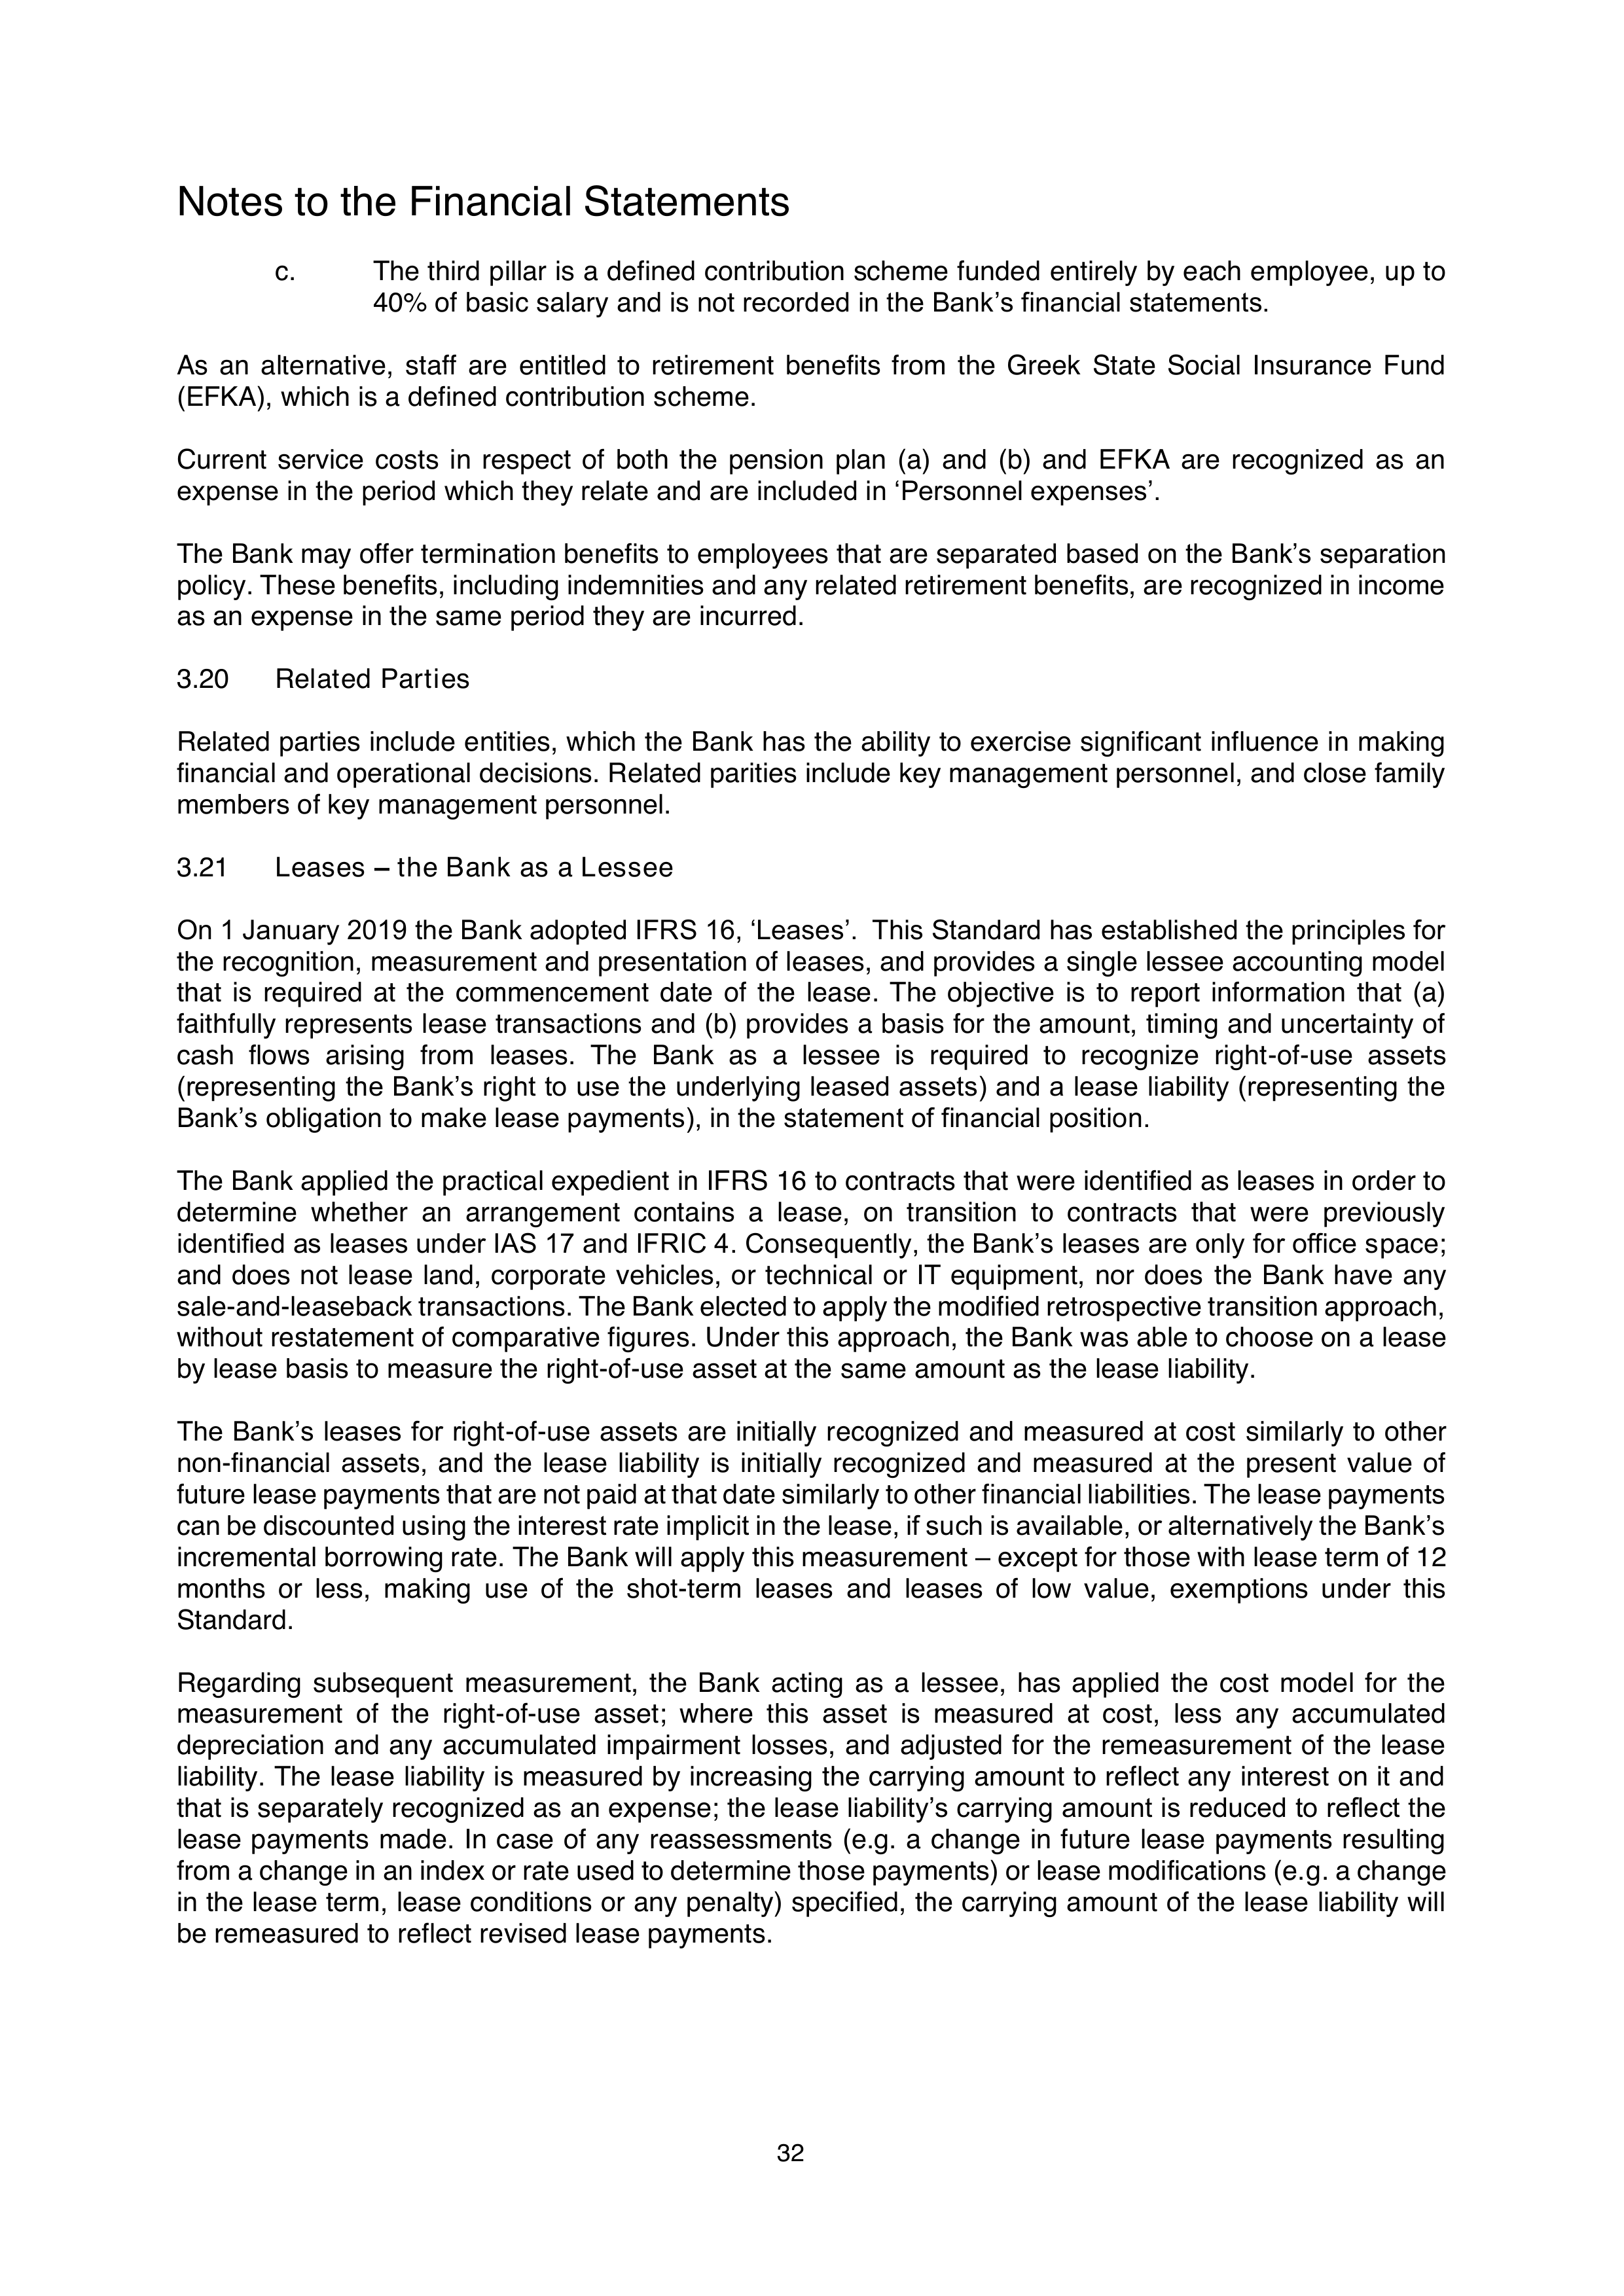 Notes to the Financial Statements
c. The third pillar is a defined contribution scheme funded entirely by each employee, up to
40% of basic salary and is not recorded in the Bank’s financial statements.
As an alternative, staff are entitled to retirement benefits from the Greek State Social Insurance Fund
(EFKA), which is a defined contribution scheme.
Current service costs in respect of both the pension plan (a) and (b) and EFKA are recognized as an
expense in the period which they relate and are included in ‘Personnel expenses’.
The Bank may offer termination benefits to employees that are separated based on the Bank’s separation
policy. These benefits, including indemnities and any related retirement benefits, are recognized in income
as an expense in the same period they are incurred.
3.20 Related Parties
Related parties include entities, which the Bank has the ability to exercise significant influence in making
financial and operational decisions. Related parities include key management personnel, and close family
members of key management personnel.
3.21 Leases – the Bank as a Lessee
On 1 January 2019 the Bank adopted IFRS 16, ‘Leases’. This Standard has established the principles for
the recognition, measurement and presentation of leases, and provides a single lessee accounting model
that is required at the commencement date of the lease. The objective is to report information that (a)
faithfully represents lease transactions and (b) provides a basis for the amount, timing and uncertainty of
cash flows arising from leases. The Bank as a lessee is required to recognize right-of-use assets
(representing the Bank’s right to use the underlying leased assets) and a lease liability (representing the
Bank’s obligation to make lease payments), in the statement of financial position.
The Bank applied the practical expedient in IFRS 16 to contracts that were identified as leases in order to
determine whether an arrangement contains a lease, on transition to contracts that were previously
identified as leases under IAS 17 and IFRIC 4. Consequently, the Bank’s leases are only for office space;
and does not lease land, corporate vehicles, or technical or IT equipment, nor does the Bank have any
sale-and-leaseback transactions. The Bank elected to apply the modified retrospective transition approach,
without restatement of comparative figures. Under this approach, the Bank was able to choose on a lease
by lease basis to measure the right-of-use asset at the same amount as the lease liability.
The Bank’s leases for right-of-use assets are initially recognized and measured at cost similarly to other
non-financial assets, and the lease liability is initially recognized and measured at the present value of
future lease payments that are not paid at that date similarly to other financial liabilities. The lease payments
can be discounted using the interest rate implicit in the lease, if such is available, or alternatively the Bank’s
incremental borrowing rate. The Bank will apply this measurement – except for those with lease term of 12
months or less, making use of the shot-term leases and leases of low value, exemptions under this
Standard.
Regarding subsequent measurement, the Bank acting as a lessee, has applied the cost model for the
measurement of the right-of-use asset; where this asset is measured at cost, less any accumulated
depreciation and any accumulated impairment losses, and adjusted for the remeasurement of the lease
liability. The lease liability is measured by increasing the carrying amount to reflect any interest on it and
that is separately recognized as an expense; the lease liability’s carrying amount is reduced to reflect the
lease payments made. In case of any reassessments (e.g. a change in future lease payments resulting
from a change in an index or rate used to determine those payments) or lease modifications (e.g. a change
in the lease term, lease conditions or any penalty) specified, the carrying amount of the lease liability will
be remeasured to reflect revised lease payments.
32